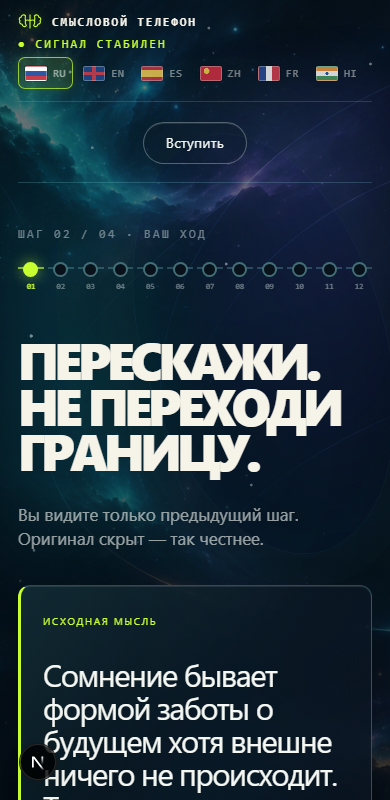 СМЫСЛОВОЙ ТЕЛЕФОН
СИГНАЛ СТАБИЛЕН
RU EN ES ZH FR HI
Вступить
ШАГ 02 / 04 · ВАШ ХОД
01 02 03 04 05 06 07 08 09 10 11 12
ПЕРЕСКАЖИ.
НЕ ПЕРЕХОДИ
ГРАНИЦУ.
Вы видите только предыдущий шаг.
Оригинал скрыт — так честнее.
ИСХОДНАЯ МЫСЛЬ
Сомнение бывает
формой заботы о
будущем хотя внешне
ничего не происходит.
N